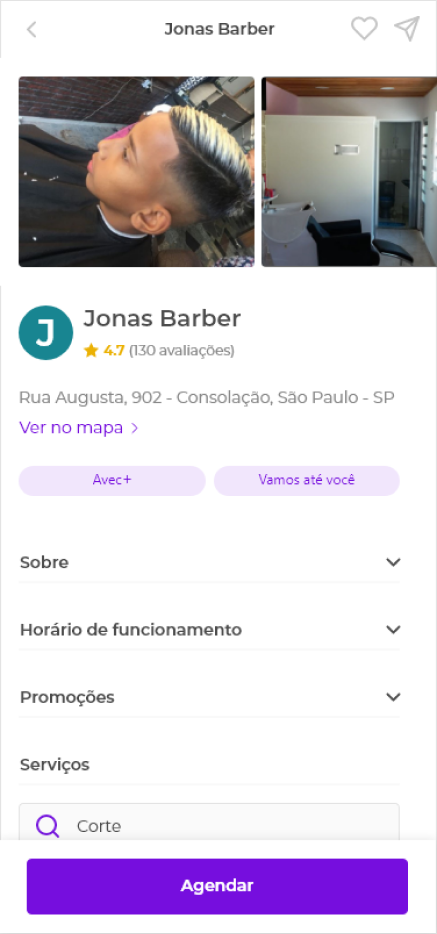 Jonas Barber
J
Jonas Barber
4.7 (130 avaliações)
Rua Augusta, 902 - Consolação, São Paulo - SP
Ver no mapa
Avec+
Vamos até você
Sobre
Horário de funcionamento
Promoções
Serviços
Corte
Agendar